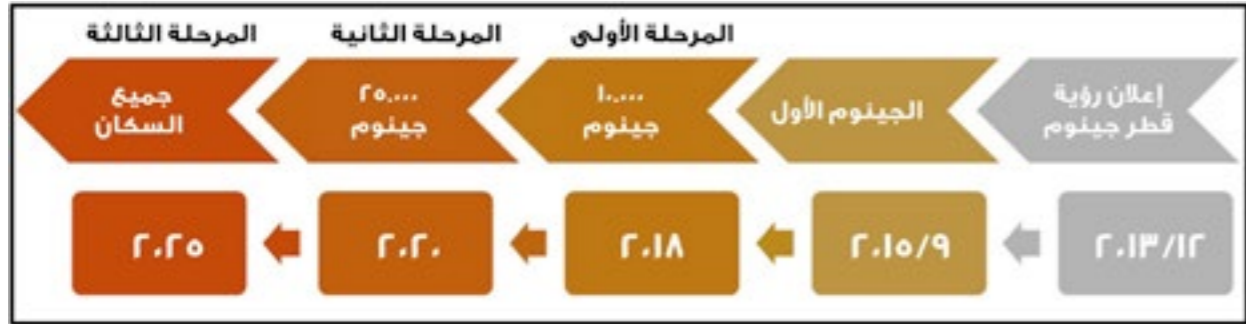 المرحلة الأولى
المرحلة الثانية
المرحلة الثالثة
إعلان رؤية
قطر جينوم
الجينوم الأول
١٠,٠٠٠
جينوم
٢٥,٠٠٠
جينوم
جميع
السكان
٢٠١٣/١٢
٢٠١٥/٩
٢٠١٨
٢٠٢٠
٢٠٢٥